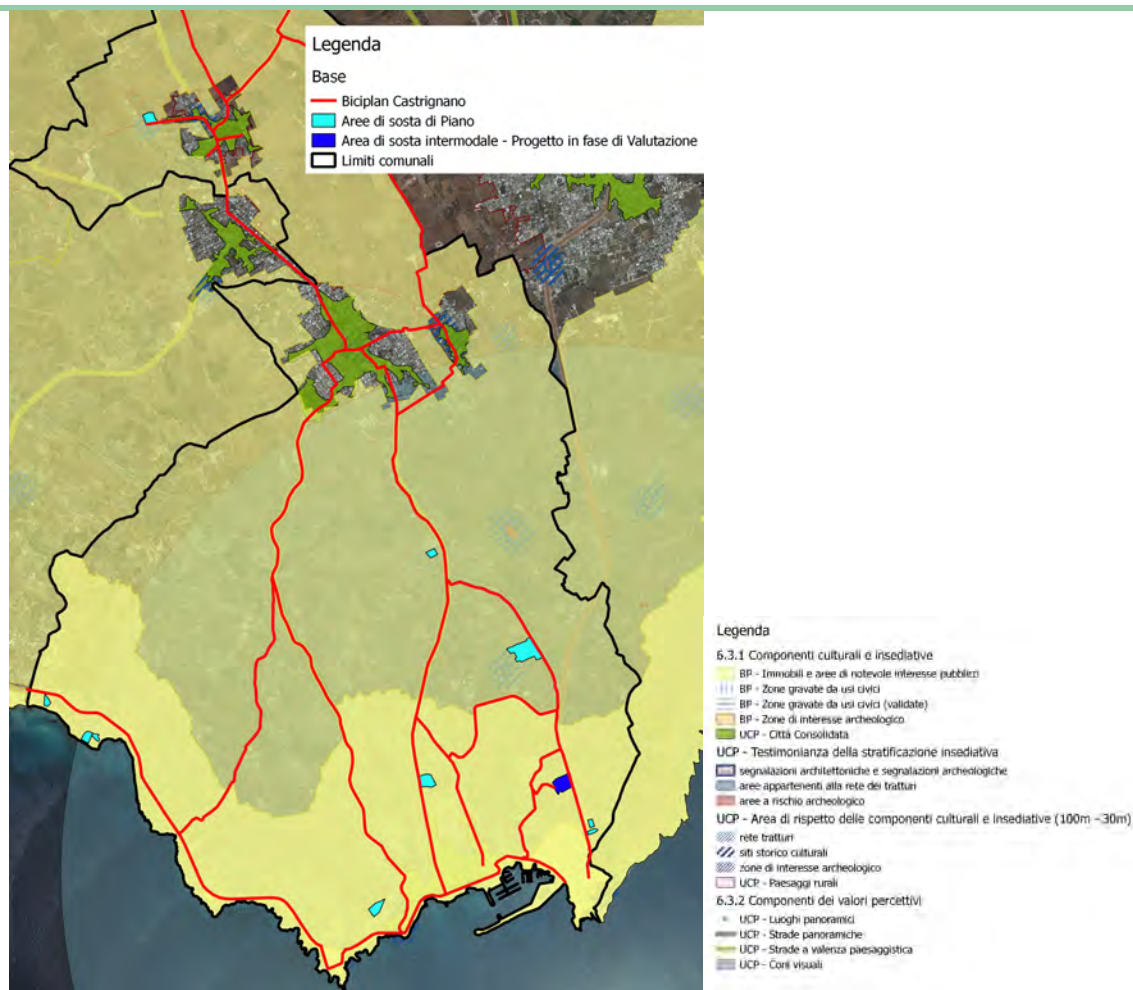 Legenda
Base
Biciplan Castrignano
Aree di sosta di Piano
Area di sosta intermodale - Progetto in fase di Valutazione
Limiti comunali
Legenda
6.3.1 Componenti culturali e insediative
BP - Immobili e aree di notevole interesse pubblico
BP - Zone gravate da usi civici
BP - Zone gravate da usi civici (validate)
BP - Zone di interesse archeologico
UCP - Città Consolidata
UCP - Testimonianza della stratificazione insediativa
segnalazioni architettoniche e segnalazioni archeologiche
aree appartenenti alla rete dei tratturi
aree a rischio archeologico
UCP - Area di rispetto delle componenti culturali e insediative (100m - 30m)
rete tratturi
siti storico culturali
zone di interesse archeologico
UCP - Paesaggi rurali
6.3.2 Componenti dei valori percettivi
UCP - Luoghi panoramici
UCP - Strade panoramiche
UCP - Strade a valenza paesaggistica
UCP - Coni visuali